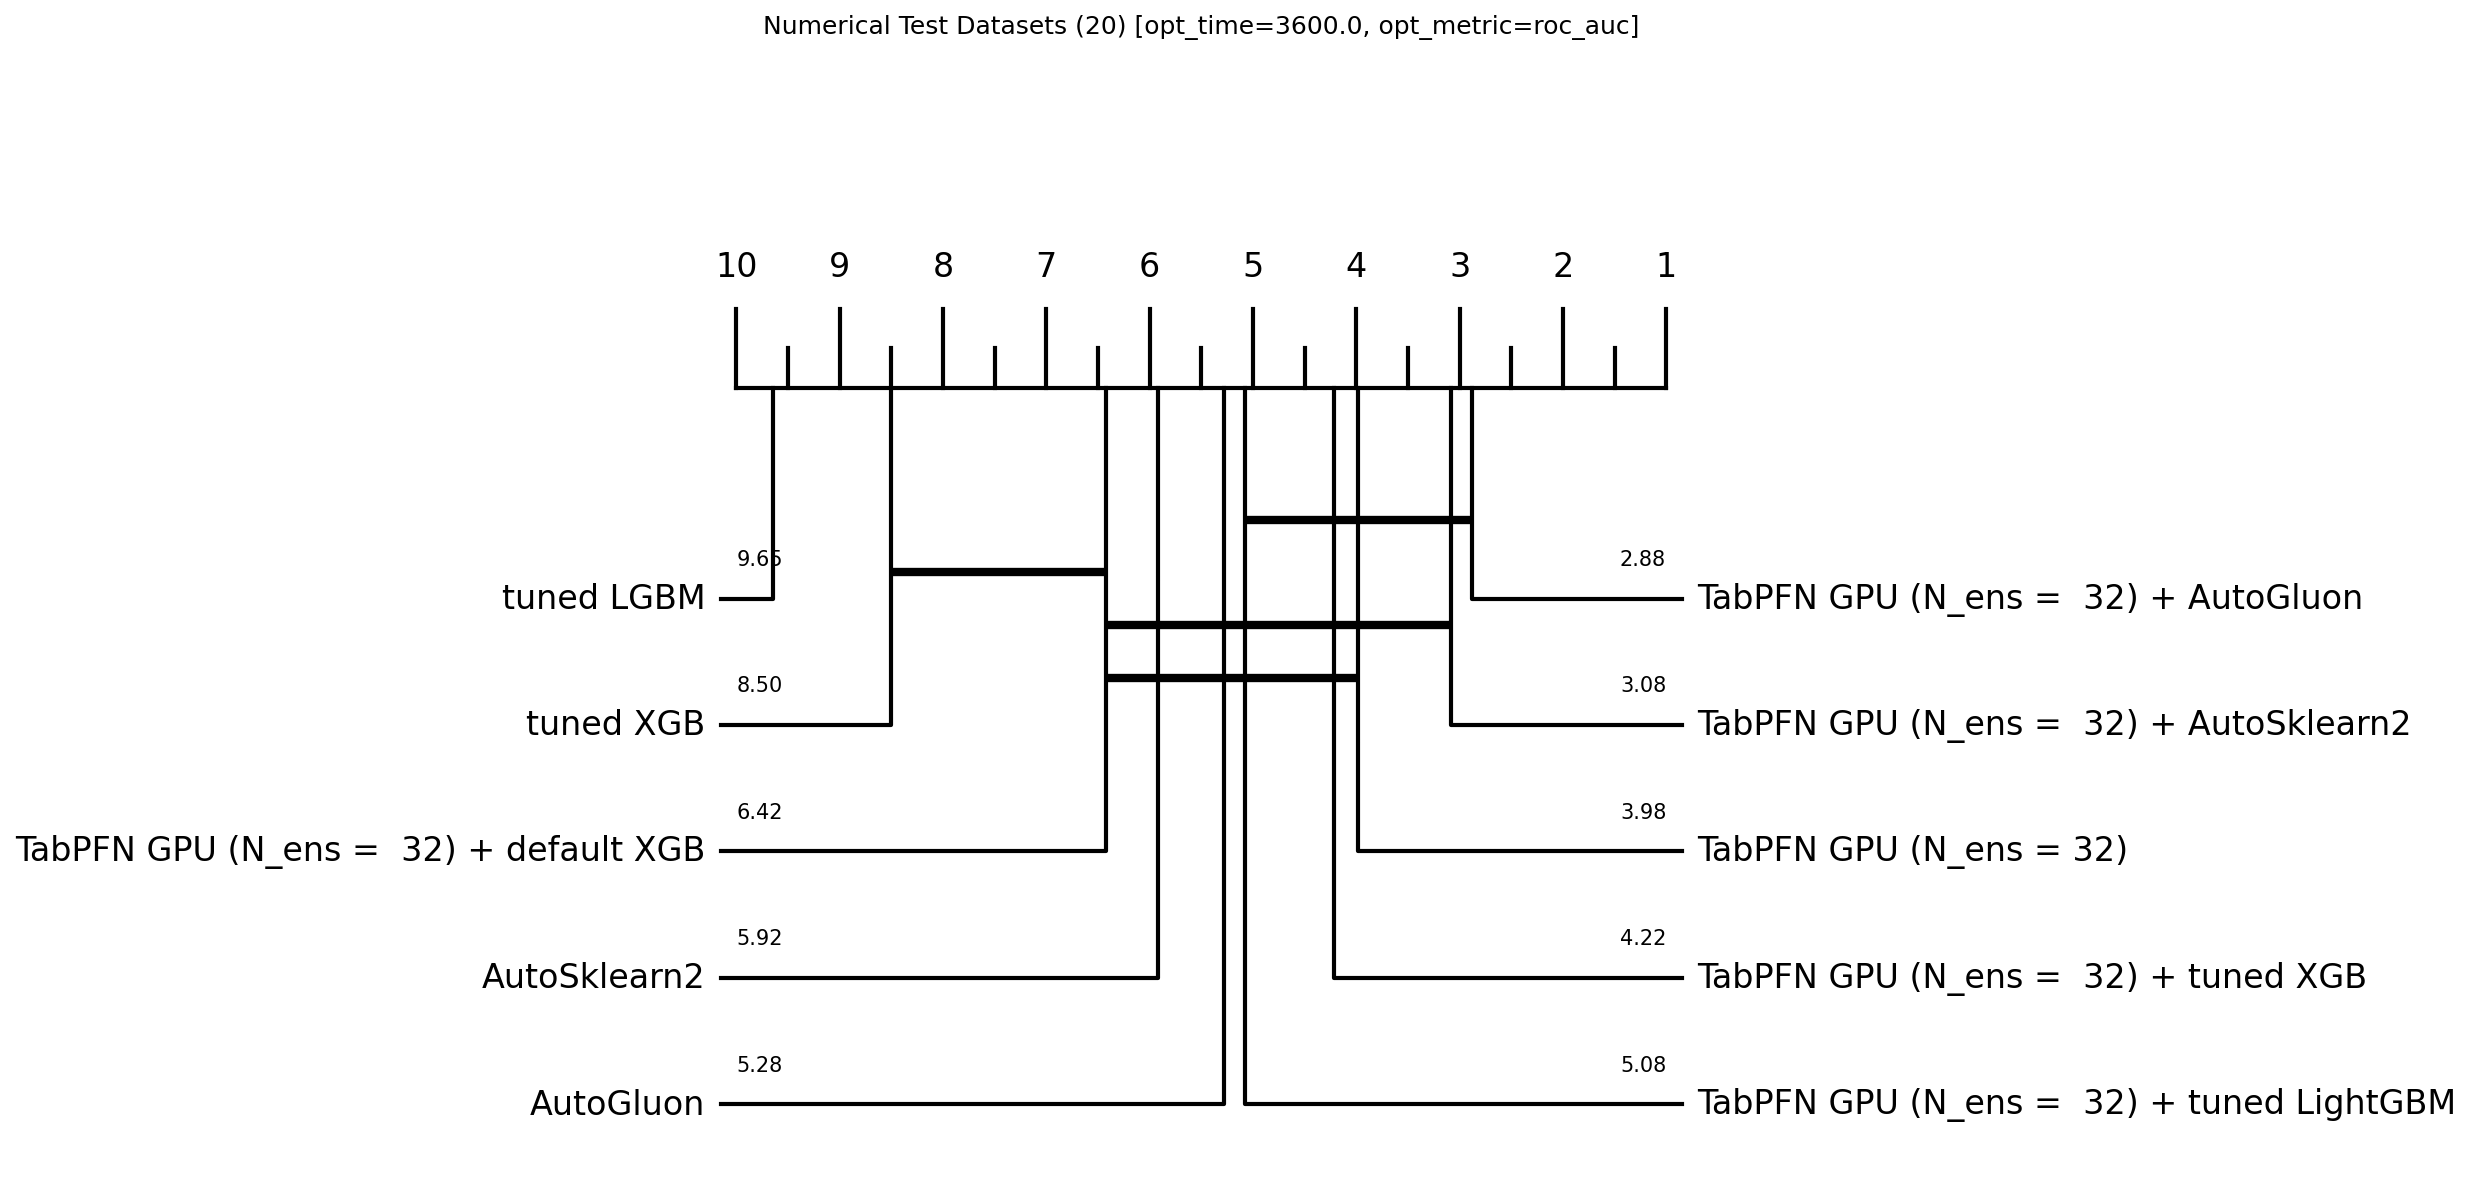 Numerical Test Datasets (20) [opt_time=3600.0, opt_metric=roc_auc]
10 9 8 7 6 5 4 3 2 1
9.65
tuned LGBM
8.50
tuned XGB
6.42
TabPFN GPU (N_ens =  32) + default XGB
5.92
AutoSklearn2
5.28
AutoGluon
2.88
TabPFN GPU (N_ens =  32) + AutoGluon
3.08
TabPFN GPU (N_ens =  32) + AutoSklearn2
3.98
TabPFN GPU (N_ens = 32)
4.22
TabPFN GPU (N_ens =  32) + tuned XGB
5.08
TabPFN GPU (N_ens =  32) + tuned LightGBM